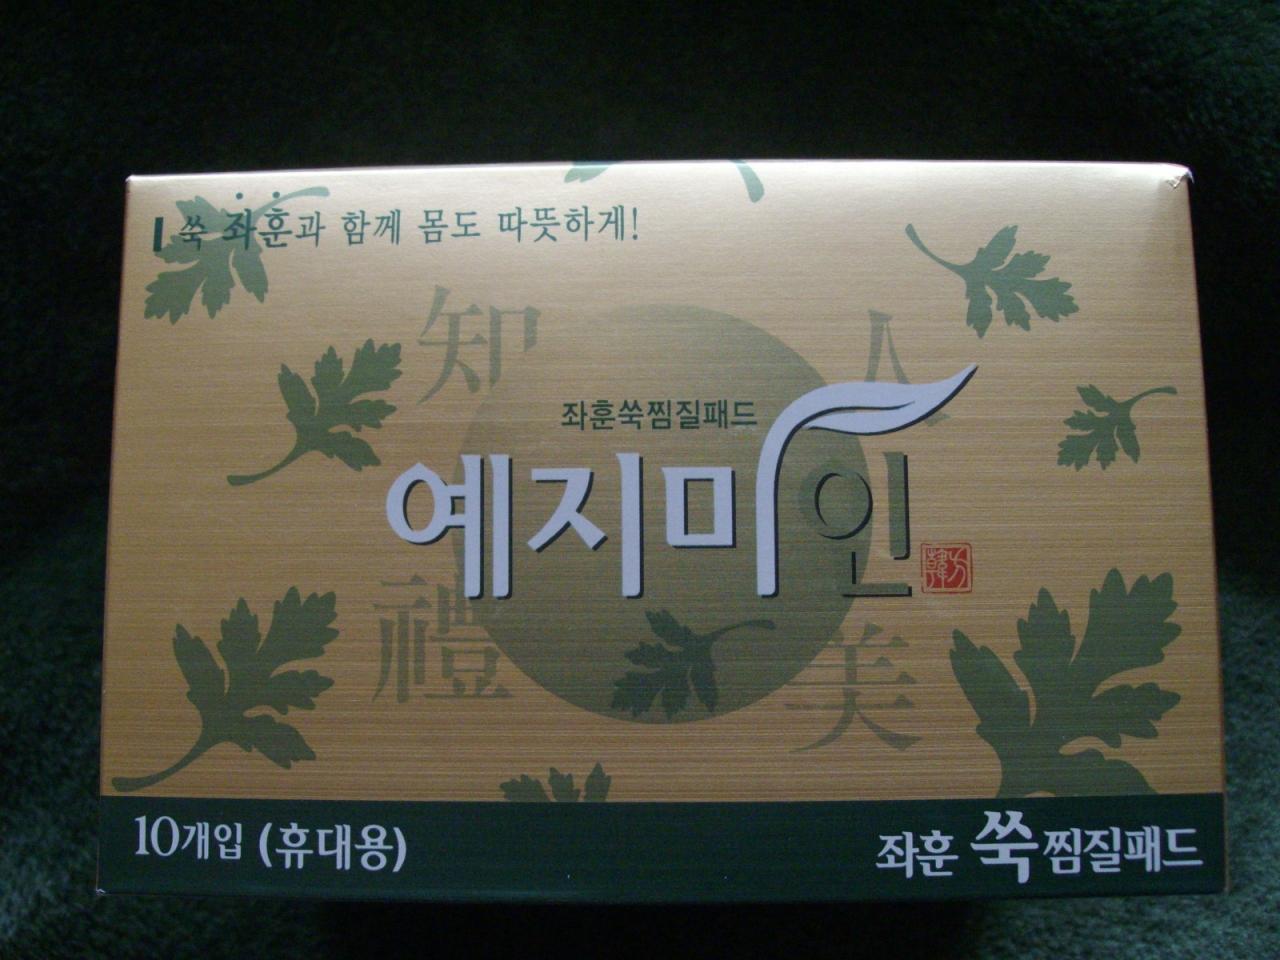 쑥 좌훈과 함께 몸도 따뜻하게!
知 人
좌훈쑥찜질패드
예지미인
韓方
禮 美
10개입 (휴대용)
좌훈 쑥찜질패드